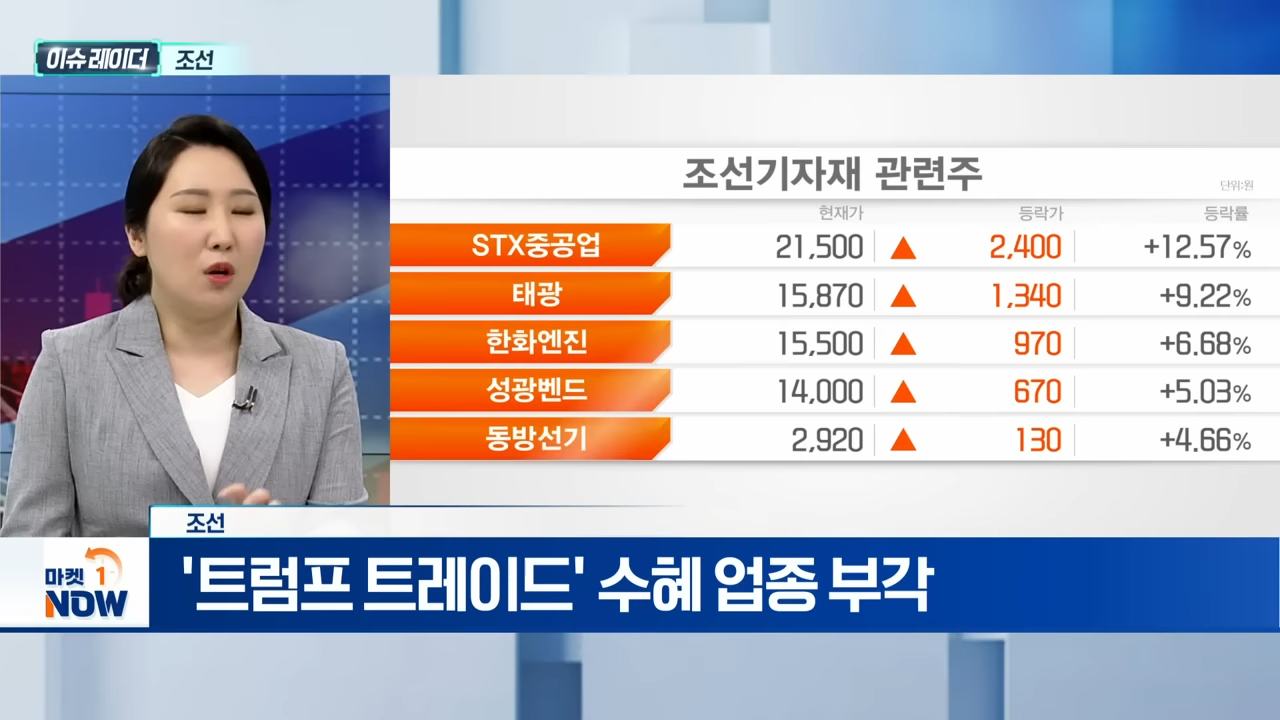 이슈 레이더 조선
조선기자재 관련주
단위:원
현재가 등락가 등락률
STX중공업 21,500 ▲ 2,400 +12.57%
태광 15,870 ▲ 1,340 +9.22%
한화엔진 15,500 ▲ 970 +6.68%
성광벤드 14,000 ▲ 670 +5.03%
동방선기 2,920 ▲ 130 +4.66%
조선
마켓 1
NOW
'트럼프 트레이드' 수혜 업종 부각